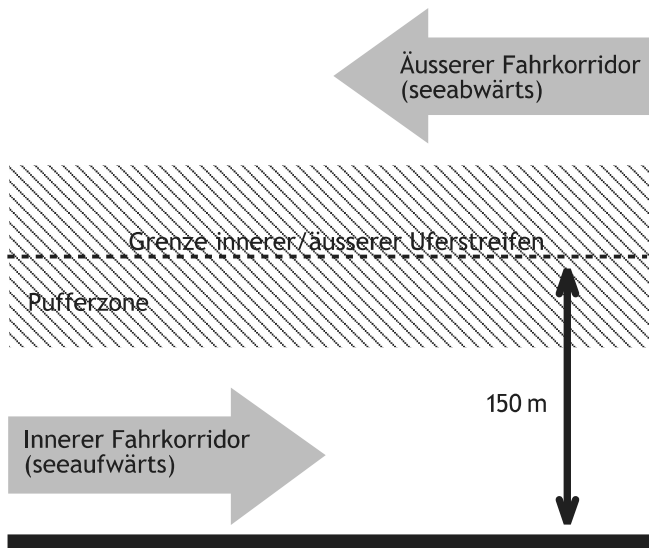 Äusserer Fahrkorridor
(seeabwärts)
Grenze innerer/äusserer Uferstreifen
Pufferzone
150 m
Innerer Fahrkorridor
(seeaufwärts)